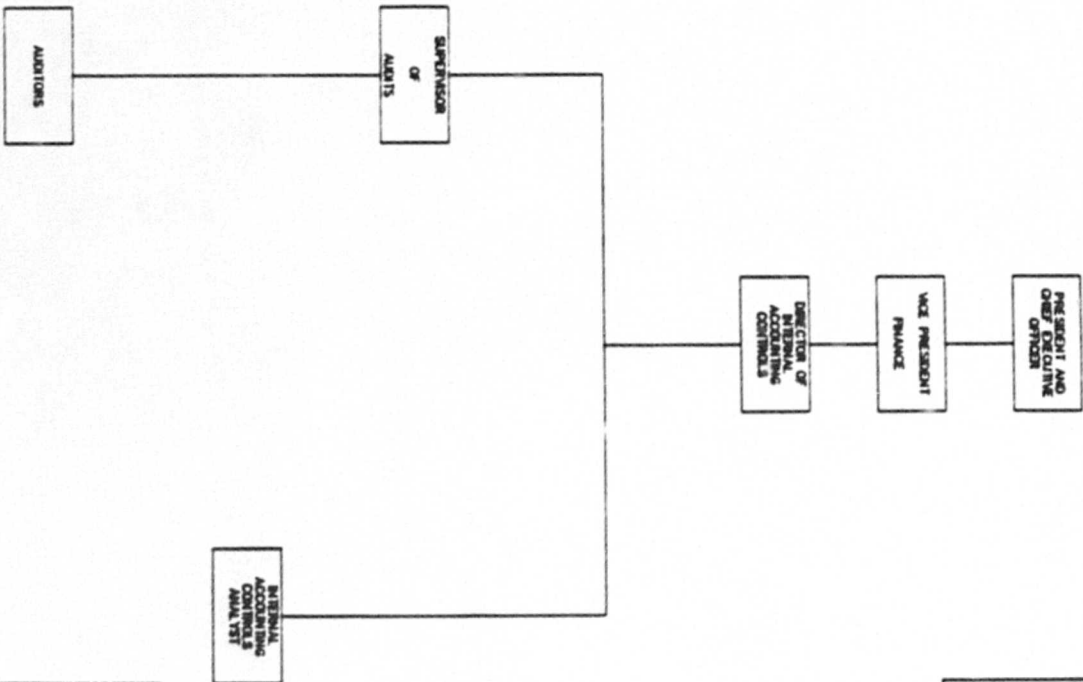 PRESIDENT AND
CHIEF EXECUTIVE
OFFICER
VICE PRESIDENT
FINANCE
DIRECTOR OF
INTERNAL
ACCOUNTING
CONTROLS
SUPERVISOR
OF
AUDITS
AUDITORS
INTERNAL
ACCOUNTING
CONTROLS
ANALYST